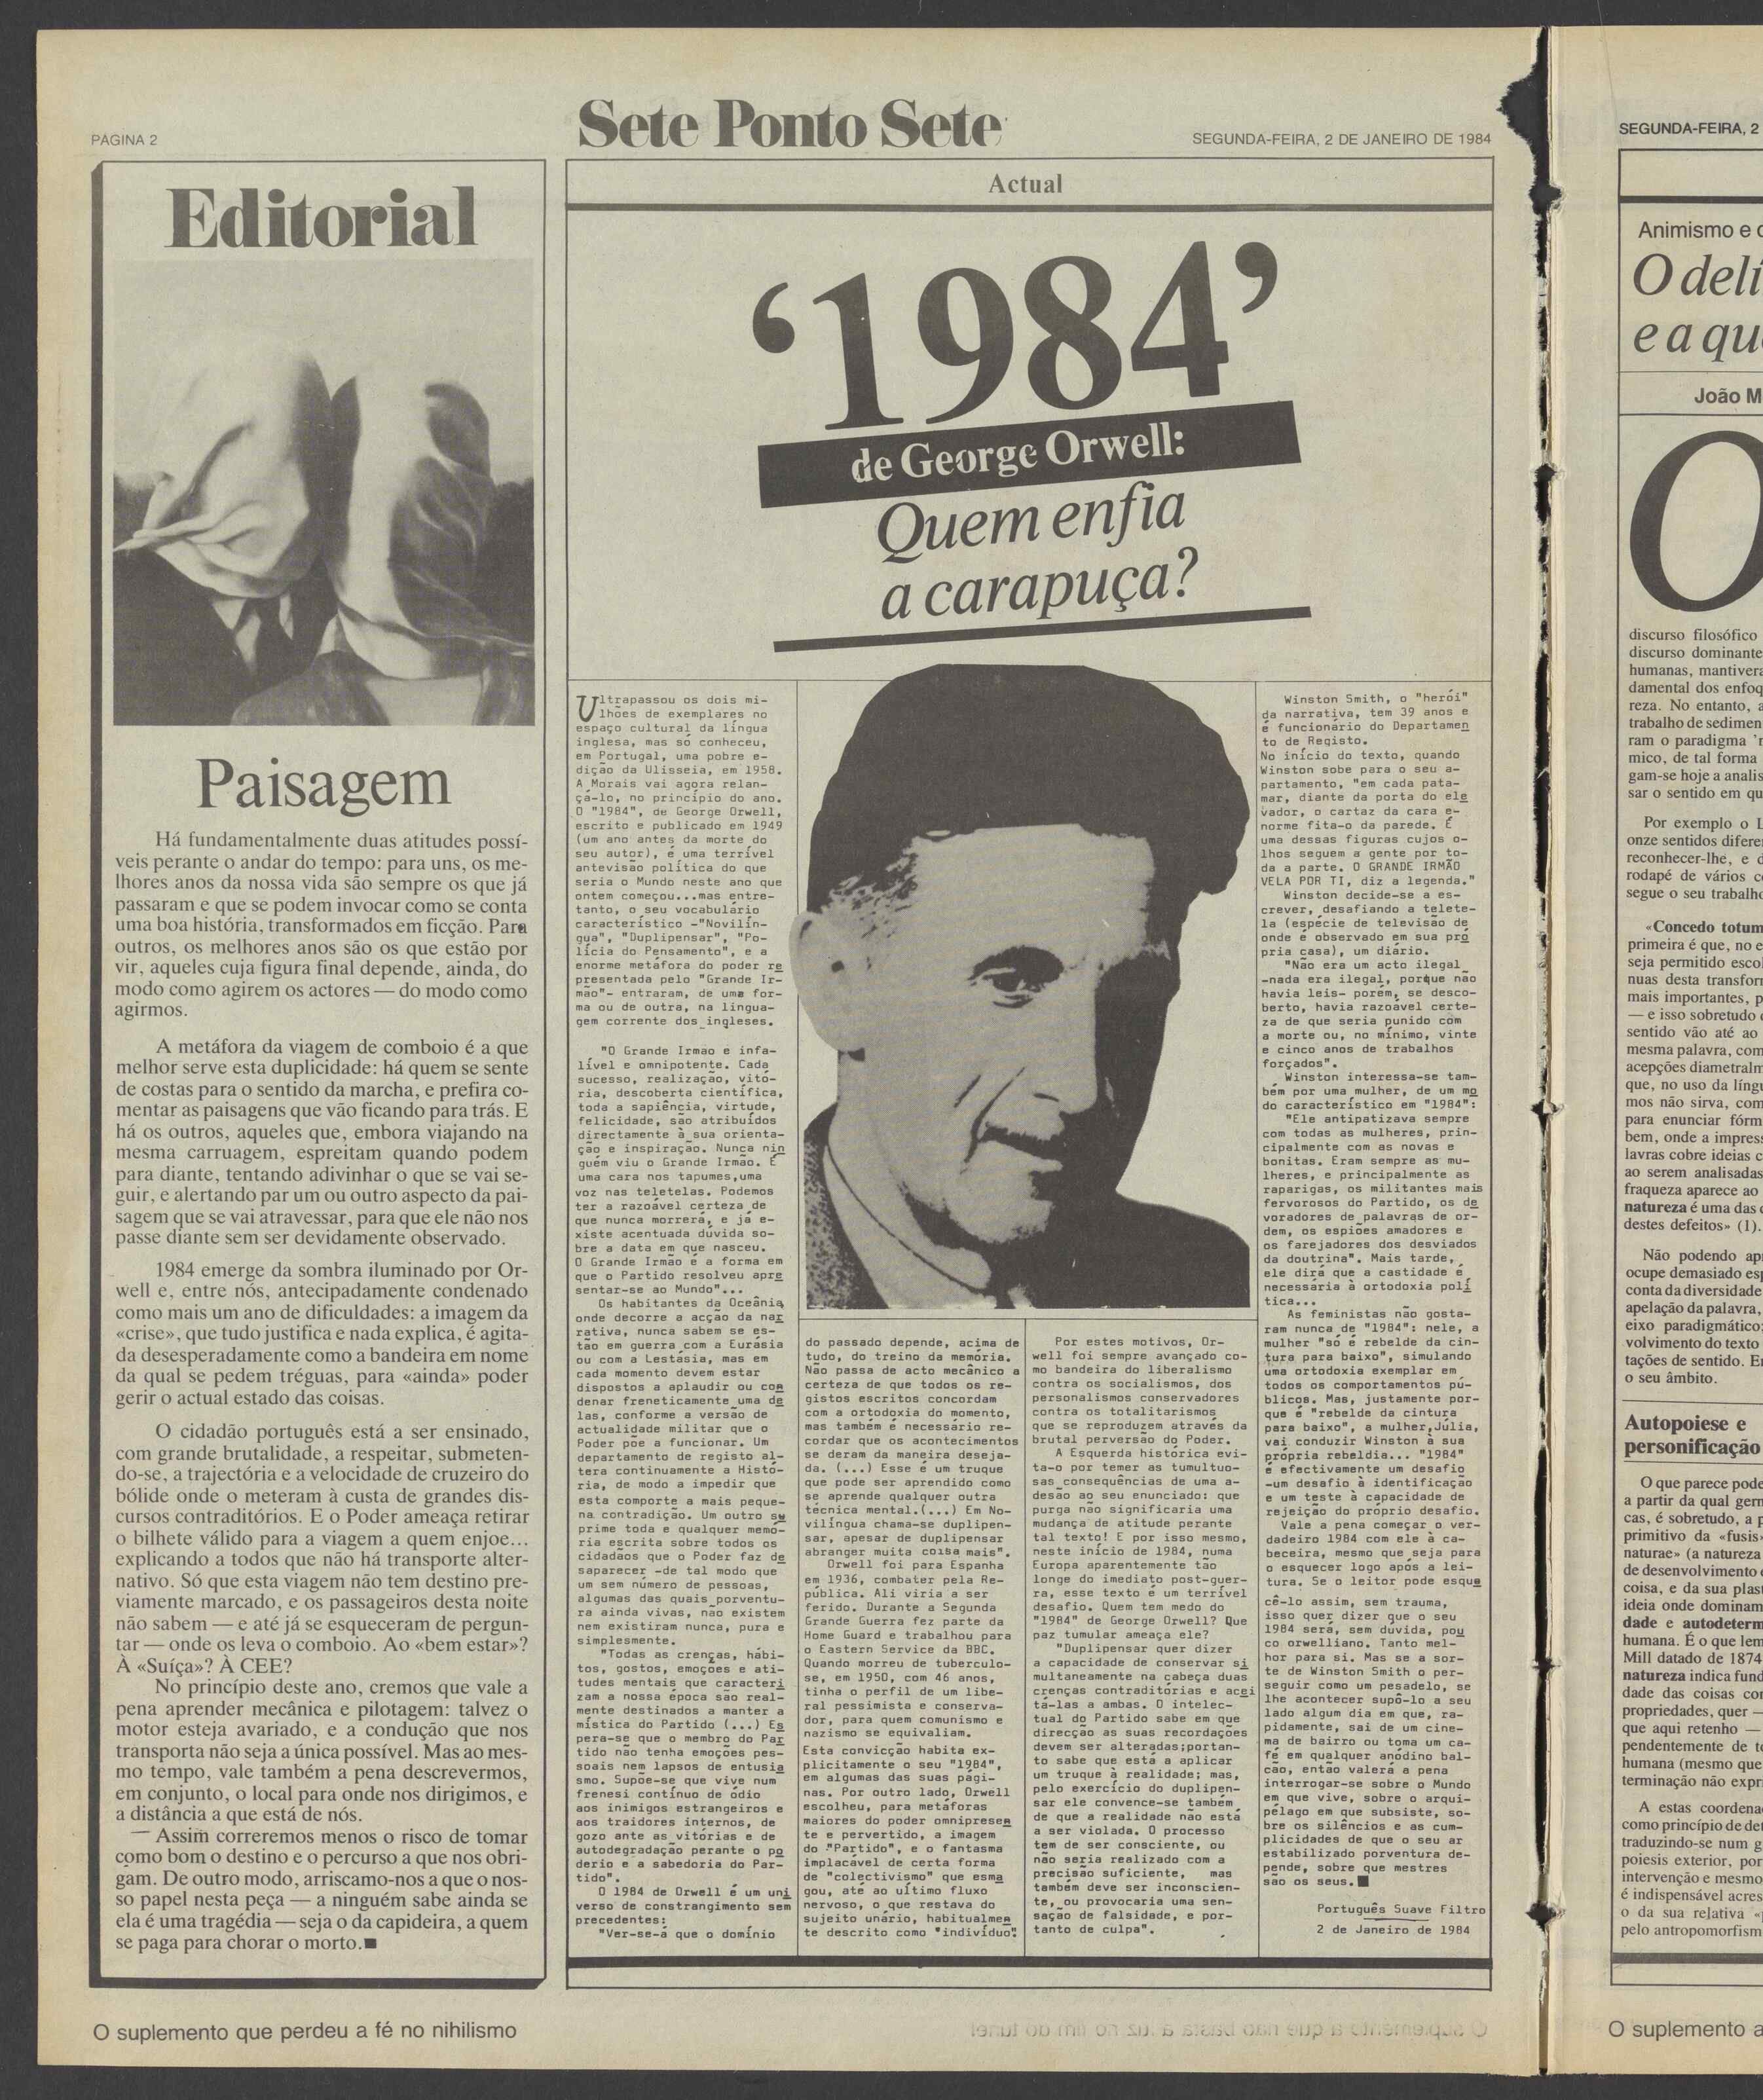 PÁGINA 2
Sete Ponto Sete
SEGUNDA-FEIRA, 2 DE JANEIRO DE 1984
Editorial
Paisagem
Há fundamentalmente duas atitudes possí-
veis perante o andar do tempo: para uns, os me-
lhores anos da nossa vida são sempre os que já
passaram e que se podem invocar como se conta
uma boa história, transformados em ficção. Para
outros, os melhores anos são os que estão por
vir, aqueles cuja figura final depende, ainda, do
modo como agirem os actores — do modo como
agirmos.
A metáfora da viagem de comboio é a que
melhor serve esta duplicidade: há quem se sente
de costas para o sentido da marcha, e prefira co-
mentar as paisagens que vão ficando para trás. E
há os outros, aqueles que, embora viajando na
mesma carruagem, espreitam quando podem
para diante, tentando adivinhar o que se vai se-
guir, e alertando par um ou outro aspecto da pai-
sagem que se vai atravessar, para que ele não nos
passe diante sem ser devidamente observado.
1984 emerge da sombra iluminado por Or-
well e, entre nós, antecipadamente condenado
como mais um ano de dificuldades: a imagem da
«crise», que tudo justifica e nada explica, é agita-
da desesperadamente como a bandeira em nome
da qual se pedem tréguas, para «ainda» poder
gerir o actual estado das coisas.
O cidadão português está a ser ensinado,
com grande brutalidade, a respeitar, submeten-
do-se, a trajectória e a velocidade de cruzeiro do
bólide onde o meteram à custa de grandes dis-
cursos contraditórios. E o Poder ameaça retirar
o bilhete válido para a viagem a quem enjoe...
explicando a todos que não há transporte alter-
nativo. Só que esta viagem não tem destino pre-
viamente marcado, e os passageiros desta noite
não sabem — e até já se esqueceram de pergun-
tar — onde os leva o comboio. Ao «bem estar»?
À «Suíça»? À CEE?
No princípio deste ano, cremos que vale a
pena aprender mecânica e pilotagem: talvez o
motor esteja avariado, e a condução que nos
transporta não seja a única possível. Mas ao mes-
mo tempo, vale também a pena descrevermos,
em conjunto, o local para onde nos dirigimos, e
a distância a que está de nós.
Assim correremos menos o risco de tomar
como bom o destino e o percurso a que nos obri-
gam. De outro modo, arriscamo-nos a que o nos-
so papel nesta peça — a ninguém sabe ainda se
ela é uma tragédia — seja o da capideira, a quem
se paga para chorar o morto.■
O suplemento que perdeu a fé no nihilismo
Actual
‘1984’
de George Orwell:
Quem enfia
a carapuça?
Ultrapassou os dois mi-
lhões de exemplares no
espaço cultural da língua
inglesa, mas só conheceu,
em Portugal, uma pobre e-
dição da Ulisseia, em 1958.
A Morais vai agora relan-
çá-lo, no princípio do ano.
O "1984", de George Orwell,
escrito e publicado em 1949
(um ano antes da morte do
seu autor), é uma terrível
antevisão política do que
seria o Mundo neste ano que
ontem começou...mas entre-
tanto, o seu vocabulário
característico -"Novilín-
gua", "Duplipensar", "Po-
lícia do Pensamento", e a
enorme metáfora do poder re
presentada pelo "Grande Ir-
mão"- entraram, de uma for-
ma ou de outra, na lingua-
gem corrente dos ingleses.
"O Grande Irmão e infa-
lível e omnipotente. Cada
sucesso, realização, vitó-
ria, descoberta científica,
toda a sapiência, virtude,
felicidade, são atribuídos
directamente à sua orienta-
ção e inspiração. Nunca nin
guém viu o Grande Irmão. É
uma cara nos tapumes,uma
voz nas teletelas. Podemos
ter a razoável certeza de
que nunca morrerá, e já e-
xiste acentuada dúvida so-
bre a data em que nasceu.
O Grande Irmão é a forma em
que o Partido resolveu apre
sentar-se ao Mundo"...
Os habitantes da Oceânia,
onde decorre a acção da nar
rativa, nunca sabem se es-
tão em guerra com a Eurásia
ou com a Lestásia, mas em
cada momento devem estar
dispostos a aplaudir ou con
denar freneticamente uma de
las, conforme a versão de
actualidade militar que o
Poder põe a funcionar. Um
departamento de registo al-
tera continuamente a Histó-
ria, de modo a impedir que
esta comporte a mais peque-
na contradição. Um outro su
prime toda e qualquer memó-
ria escrita sobre todos os
cidadãos que o Poder faz de
saparecer -de tal modo que
um sem número de pessoas,
algumas das quais porventu-
ra ainda vivas, não existem
nem existiram nunca, pura e
simplesmente.
"Todas as crenças, hábi-
tos, gostos, emoções e ati-
tudes mentais que caracteri
zam a nossa época são real-
mente destinados a manter a
mística do Partido (...) Es
pera-se que o membro do Par
tido não tenha emoções pes-
soais nem lapsos de entusia
smo. Supõe-se que vive num
frenesi contínuo de ódio
aos inimigos estrangeiros e
aos traidores internos, de
gozo ante as vitórias e de
autodegradação perante o po
derio e a sabedoria do Par-
tido".
O 1984 de Orwell é um uni
verso de constrangimento sem
precedentes:
"Ver-se-á que o domínio
do passado depende, acima de
tudo, do treino da memória.
Não passa de acto mecânico a
certeza de que todos os re-
gistos escritos concordam
com a ortodoxia do momento,
mas também é necessário re-
cordar que os acontecimentos
se deram da maneira deseja-
da. (...) Esse é um truque
que pode ser aprendido como
se aprende qualquer outra
técnica mental.(...) Em No-
vilíngua chama-se duplipen-
sar, apesar de duplipensar
abranger muita coisa mais".
Orwell foi para Espanha
em 1936, combater pela Re-
pública. Ali viria a ser
ferido. Durante a Segunda
Grande Guerra fez parte da
Home Guard e trabalhou para
o Eastern Service da BBC.
Quando morreu de tuberculo-
se, em 1950, com 46 anos,
tinha o perfil de um libe-
ral pessimista e conserva-
dor, para quem comunismo e
nazismo se equivaliam.
Esta convicção habita ex-
plicitamente o seu "1984",
em algumas das suas pági-
nas. Por outro lado, Orwell
escolheu, para metáforas
maiores do poder omnipresen
te e pervertido, a imagem
do "Partido", e o fantasma
implacável de certa forma
de "colectivismo" que esma
gou, até ao último fluxo
nervoso, o que restava do
sujeito unário, habitualmen
te descrito como "indivíduo".
Por estes motivos, Or-
well foi sempre avançado co-
mo bandeira do liberalismo
contra os socialismos, dos
personalismos conservadores
contra os totalitarismos
que se reproduzem através da
brutal perversão do Poder.
A Esquerda histórica evi-
ta-o por temer as tumultuo-
sas consequências de uma a-
desão ao seu enunciado: que
purga não significaria uma
mudança de atitude perante
tal texto! E por isso mesmo,
neste início de 1984, numa
Europa aparentemente tão
longe do imediato post-guer-
ra, esse texto é um terrível
desafio. Quem tem medo do
"1984" de George Orwell? Que
paz tumular ameaça ele?
"Duplipensar quer dizer
a capacidade de conservar si
multaneamente na cabeça duas
crenças contraditórias e acei
tá-las a ambas. O intelec-
tual do Partido sabe em que
direcção as suas recordações
devem ser alteradas;portan-
to sabe que está a aplicar
um truque à realidade; mas,
pelo exercício do duplipen-
sar ele convence-se também
de que a realidade não está
a ser violada. O processo
tem de ser consciente, ou
não seria realizado com a
precisão suficiente, mas
também deve ser inconscien-
te, ou provocaria uma sen-
sação de falsidade, e por-
tanto de culpa".
Winston Smith, o "herói"
da narrativa, tem 39 anos e
é funcionário do Departamen
to de Registo.
No início do texto, quando
Winston sobe para o seu a-
partamento, "em cada pata-
mar, diante da porta do ele
vador, o cartaz da cara e-
norme fita-o da parede. É
uma dessas figuras cujos o-
lhos seguem a gente por to-
da a parte. O GRANDE IRMÃO
VELA POR TI, diz a legenda."
Winston decide-se a es-
crever, desafiando a telete-
la (espécie de televisão de
onde é observado em sua pró
pria casa), um diário.
"Não era um acto ilegal
-nada era ilegal, porque não
havia leis- porém, se desco-
berto, havia razoável certe-
za de que seria punido com
a morte ou, no mínimo, vinte
e cinco anos de trabalhos
forçados".
Winston interessa-se tam-
bém por uma mulher, de um mo
do característico em "1984":
"Ele antipatizava sempre
com todas as mulheres, prin-
cipalmente com as novas e
bonitas. Eram sempre as mu-
lheres, e principalmente as
raparigas, os militantes mais
fervorosos do Partido, os de
voradores de palavras de or-
dem, os espiões amadores e
os farejadores dos desviados
da doutrina". Mais tarde,
ele dirá que a castidade é
necessária à ortodoxia polí
tica...
As feministas não gosta-
ram nunca de "1984": nele, a
mulher "só é rebelde da cin-
tura para baixo", simulando
uma ortodoxia exemplar em
todos os comportamentos pú-
blicos. Mas, justamente por-
que é "rebelde da cintura
para baixo", a mulher,Júlia,
vai conduzir Winston à sua
própria rebeldia... "1984"
é efectivamente um desafio
-um desafio à identificação
e um teste à capacidade de
rejeição do próprio desafio.
Vale a pena começar o ver-
dadeiro 1984 com ele à ca-
beceira, mesmo que seja para
o esquecer logo após a lei-
tura. Se o leitor pode esque
cê-lo assim, sem trauma,
isso quer dizer que o seu
1984 será, sem dúvida, pou
co orwelliano. Tanto mel-
hor para si. Mas se a sor-
te de Winston Smith o per-
seguir como um pesadelo, se
lhe acontecer supô-lo a seu
lado algum dia em que, ra-
pidamente, sai de um cine-
ma de bairro ou toma um ca-
fé em qualquer anódino bal-
cão, então valerá a pena
interrogar-se sobre o Mundo
em que vive, sobre o arqui-
pélago em que subsiste, so-
bre os silêncios e as cum-
plicidades de que o seu ar
estabilizado porventura de-
pende, sobre que mestres
são os seus.■
Português Suave Filtro
2 de Janeiro de 1984
SEGUNDA-FEIRA, 2
Animismo e
O delí
e a qu
João M
O
discurso filosófico
discurso dominante
humanas, mantivera
damental dos enfoq
reza. No entanto, a
trabalho de sedimen
ram o paradigma 'n
mico, de tal forma
gam-se hoje a analis
sar o sentido em qu
Por exemplo o L
onze sentidos difere
reconhecer-lhe, e d
rodapé de vários c
segue o seu trabalho
«Concedo totum
primeira é que, no e
seja permitido escol
nuas desta transform
mais importantes, p
— e isso sobretudo
sentido vão até ao
mesma palavra, com
acepções diametralm
que, no uso da língu
mos não sirva, com
para enunciar fórm
bem, onde a impress
lavras cobre ideias c
ao serem analisadas
fraqueza aparece ao
natureza é uma das
destes defeitos» (1).
Não podendo ap
ocupe demasiado esp
conta da diversidade
apelação da palavra,
eixo paradigmático:
volvimento do texto
tações de sentido. E
o seu âmbito.
Autopoiese e
personificação
O que parece pode
a partir da qual germ
cas, é sobretudo, a p
primitivo da «fusis»
naturae» (a natureza
de desenvolvimento
coisa, e da sua plast
ideia onde dominam
dade e autodeterm
humana. É o que lem
Mill datado de 1874
natureza indica fund
dade das coisas con
propriedades, quer —
que aqui retenho —
pendentemente de t
humana (mesmo que
terminação não expr
A estas coordena
como princípio de det
traduzindo-se num g
poiesis exterior, por
intervenção e mesmo
é indispensável acres
o da sua relativa
pelo antropomorfism
O suplemento a